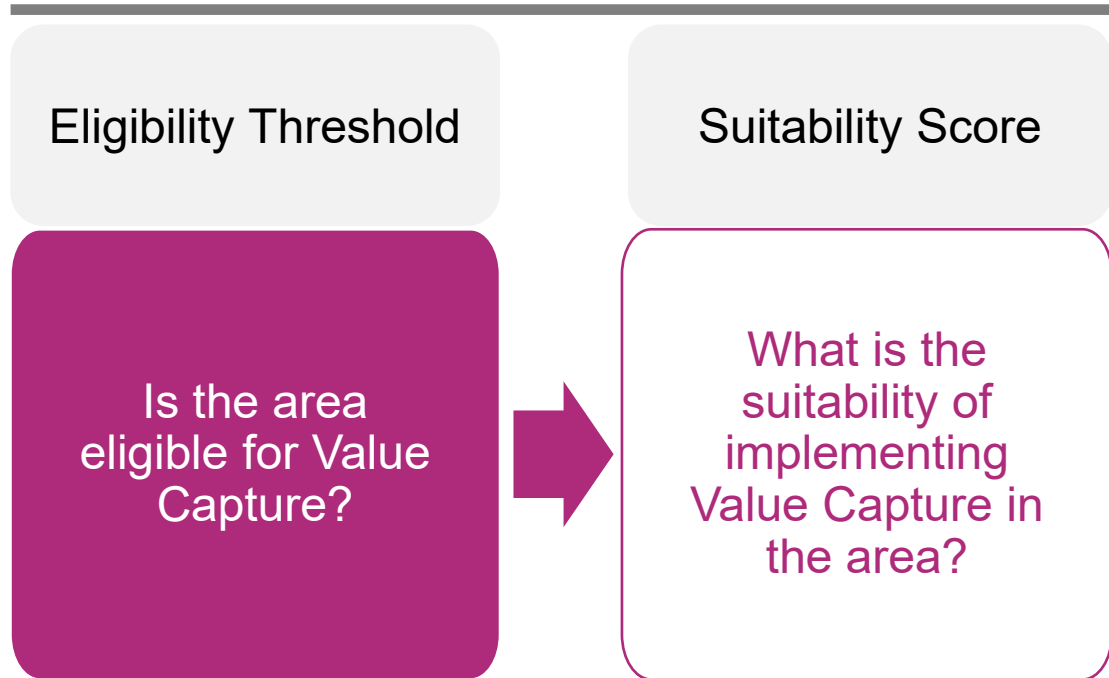 Eligibility Threshold
Suitability Score
Is the area
eligible for Value
Capture?
What is the
suitability of
implementing
Value Capture in
the area?